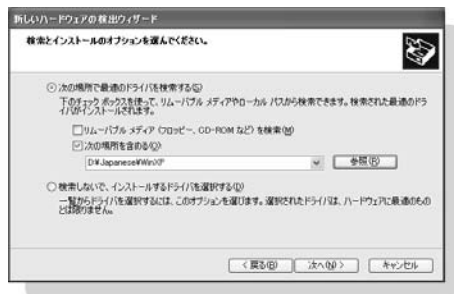 新しいハードウェアの検出ウィザード
検索とインストールのオプションを選んでください。
次の場所で最適のドライバを検索する(S)
下のチェック ボックスを使って、リムーバブル メディアやローカル パスから検索できます。検索された最適のドラ
イバがインストールされます。
リムーバブル メディア (フロッピー、CD-ROM など) を検索(M)
次の場所を含める(O)
D:¥Japanese¥WinXP
参照(R)
検索しないで、インストールするドライバを選択する(D)
一覧からドライバを選択するには、このオプションを選びます。選択されたドライバは、ハードウェアに最適のもの
とは限りません。
< 戻る(B)
次へ(N) >
キャンセル